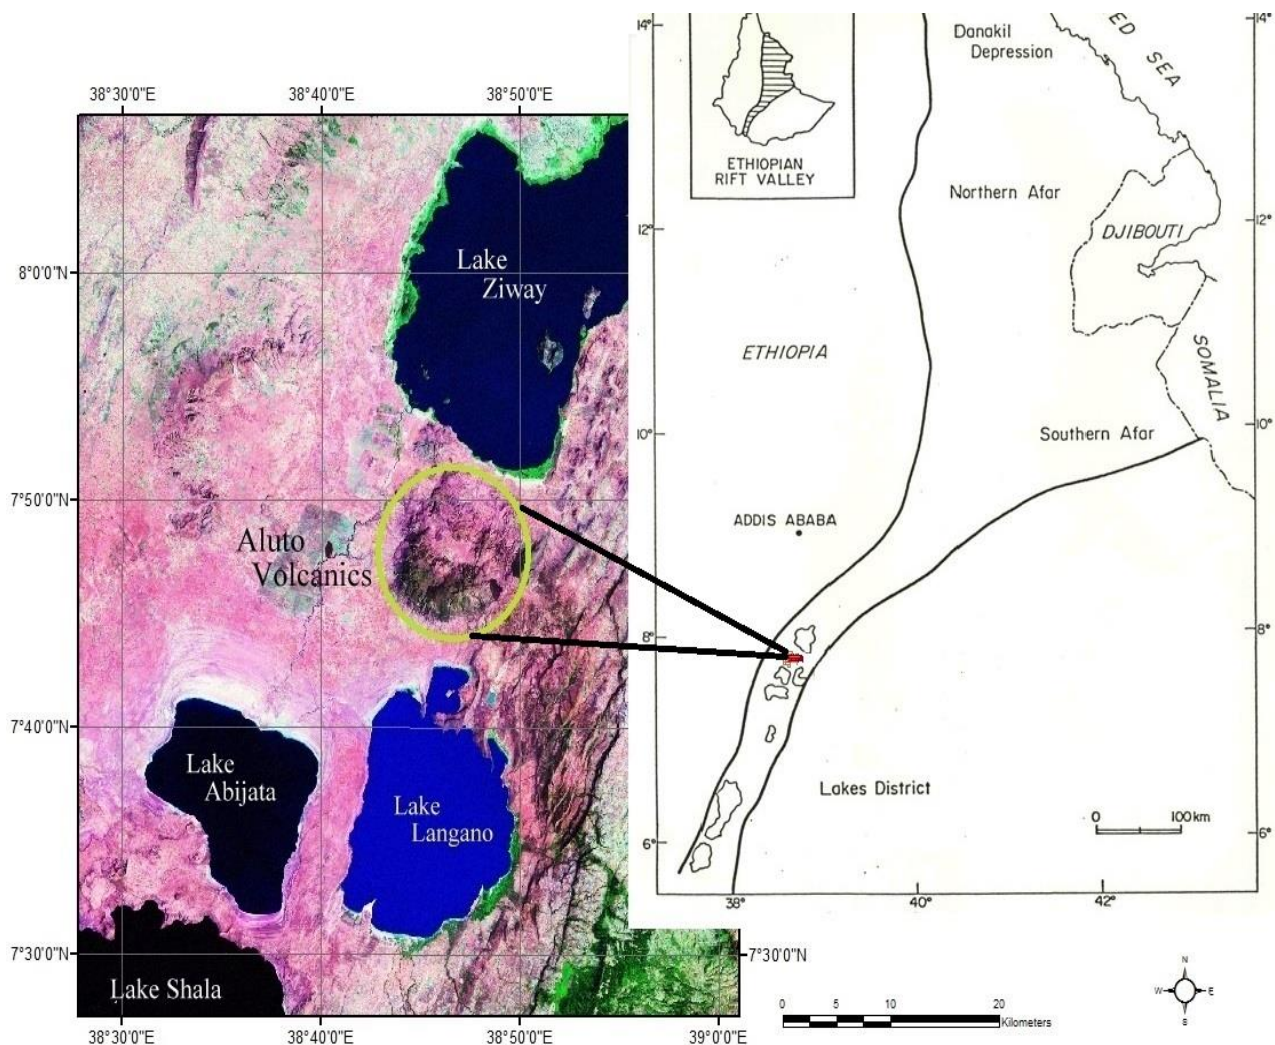 38°30'0"E
38°40'0"E
38°50'0"E
8°0'0"N
7°50'0"N
7°40'0"N
7°30'0"N
Lake
Ziway
Aluto
Volcanics
Lake
Abijata
Lake
Langano
Lake Shala
38°30'0"E
38°40'0"E
38°50'0"E
39°0'0"E
7°30'0"N
14°
12°
10°
8°
6°
ETHIOPIAN
RIFT VALLEY
Danakil
Depression
ED SEA
14°
Northern Afar
DJIBOUTI
12°
ETHIOPIA
SOMALIA
Southern Afar
10°
ADDIS ABABA
8°
Lakes District
0 100km
6°
38°
40°
42°
N
W E
S
0 5 10 20
Kilometers